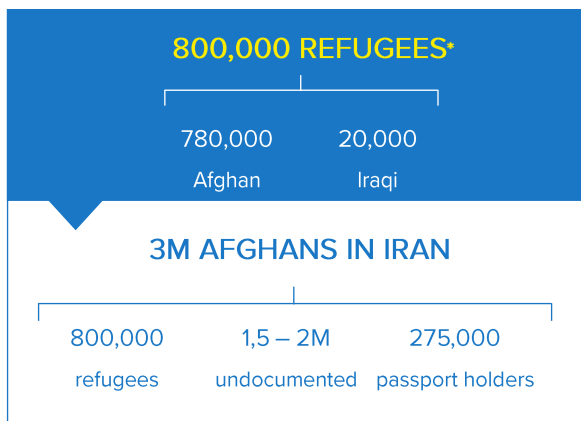 800,000 REFUGEES*
780,000 20,000
Afghan Iraqi
3M AFGHANS IN IRAN
800,000 1,5 – 2M 275,000
refugees undocumented passport holders